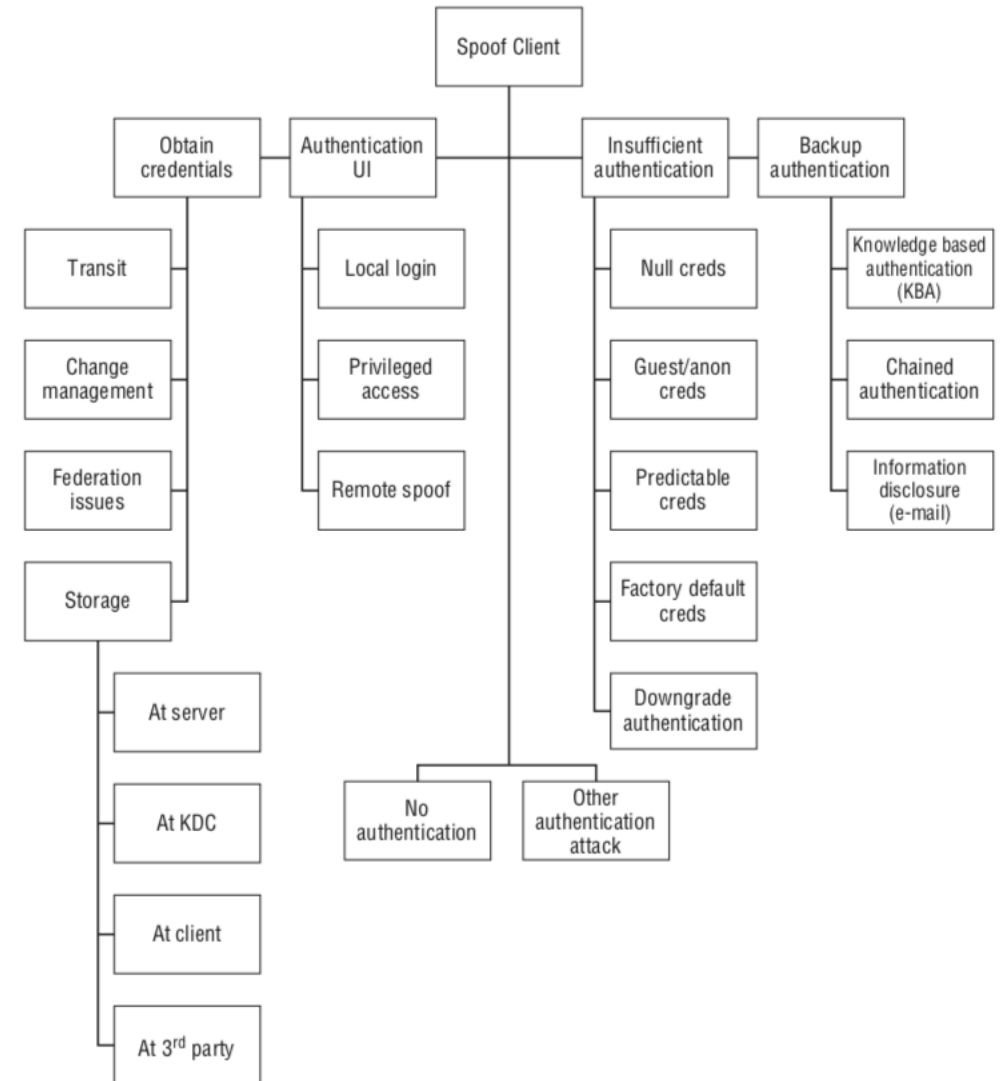 Spoof Client
Obtain
credentials
Authentication
UI
Insufficient
authentication
Backup
authentication
Transit
Change
management
Federation
issues
Storage
At server
At KDC
At client
At 3rd party
Local login
Privileged
access
Remote spoof
Null creds
Guest/anon
creds
Predictable
creds
Factory default
creds
Downgrade
authentication
Knowledge based
authentication
(KBA)
Chained
authentication
Information
disclosure
(e-mail)
No
authentication
Other
authentication
attack